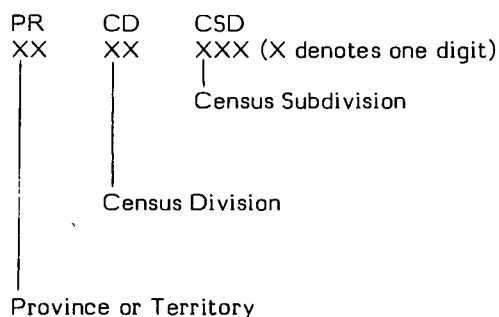 PR CD CSD
XX XX XXX (X denotes one digit)
Census Subdivision
Census Division
Province or Territory